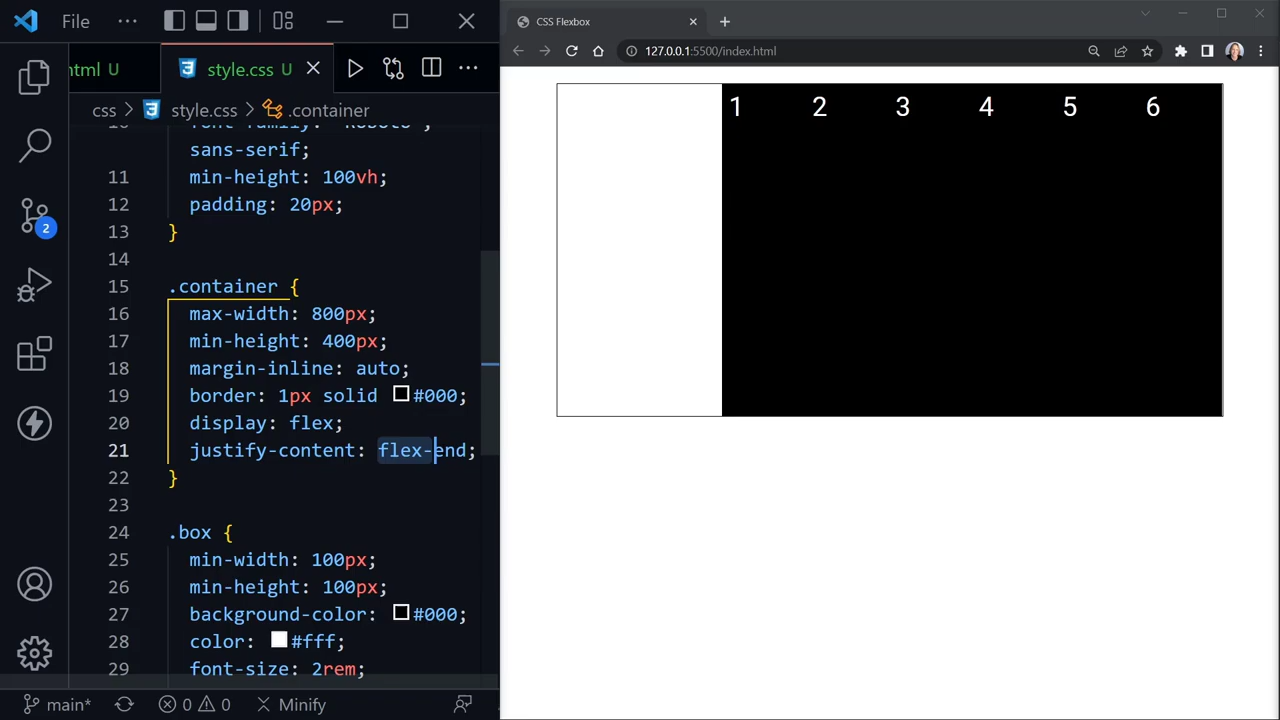 File
CSS Flexbox
127.0.0.1:5500/index.html
html U
style.css U
css > style.css > .container
sans-serif;
11 min-height: 100vh;
12 padding: 20px;
13 }
14
15 .container {
16 max-width: 800px;
17 min-height: 400px;
18 margin-inline: auto;
19 border: 1px solid #000;
20 display: flex;
21 justify-content: flex-end;
22 }
23
24 .box {
25 min-width: 100px;
26 min-height: 100px;
27 background-color: #000;
28 color: #fff;
29 font-size: 2rem;
2
main* 0 0 Minify
1 2 3 4 5 6